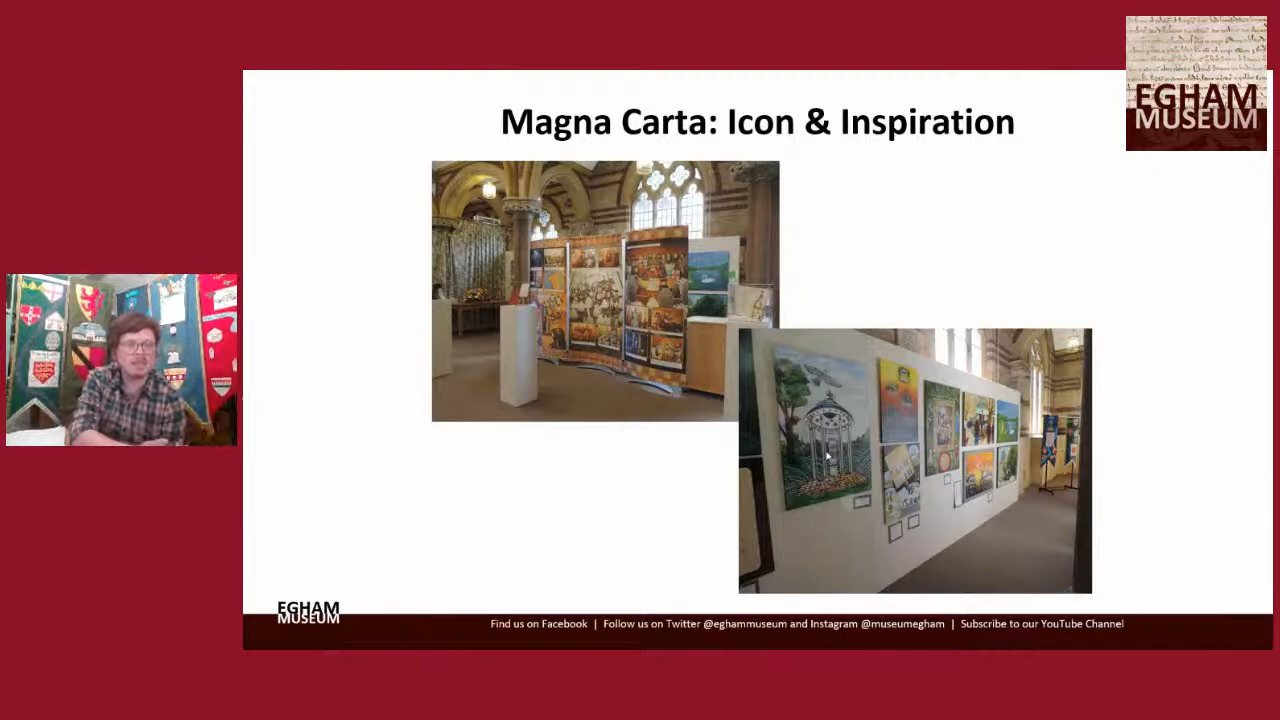 EGHAM
MUSEUM
Magna Carta: Icon & Inspiration
EGHAM
MUSEUM
Find us on Facebook | Follow us on Twitter @eghammuseum and Instagram @museumegham | Subscribe to our YouTube Channel